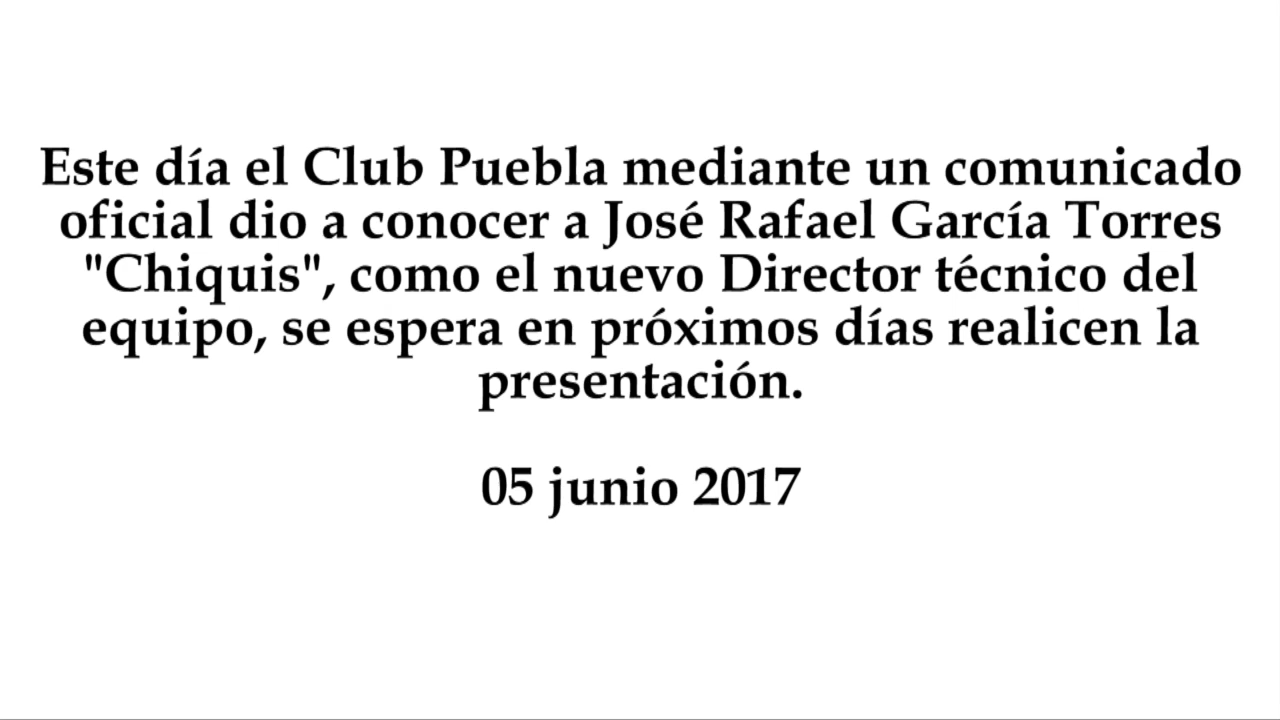 Este día el Club Puebla mediante un comunicado
oficial dio a conocer a José Rafael García Torres
"Chiquis", como el nuevo Director técnico del
equipo, se espera en próximos días realicen la
presentación.
05 junio 2017